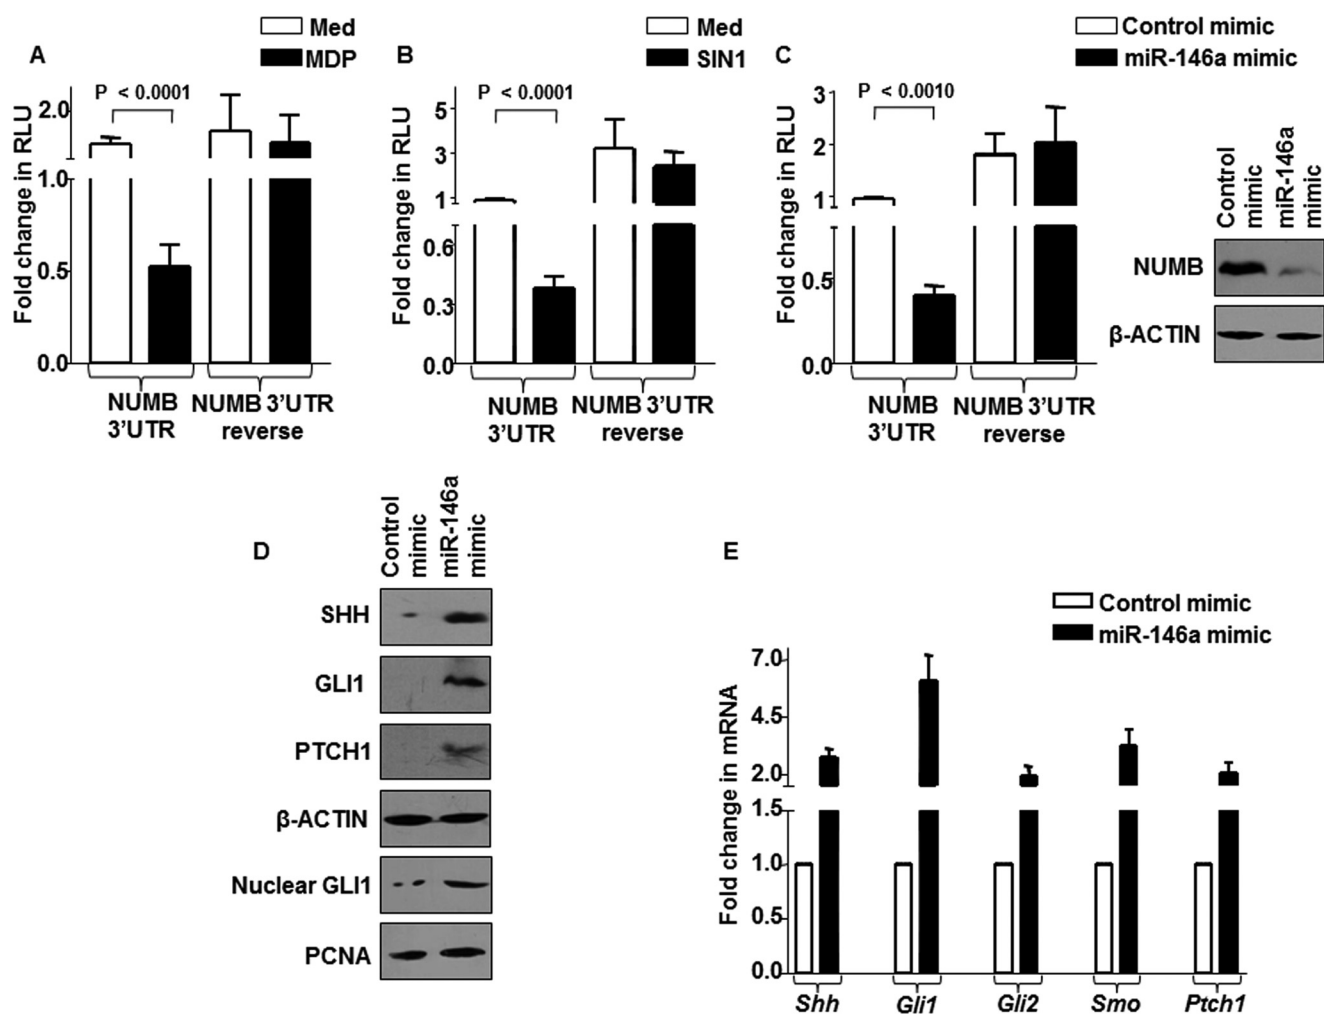 A
Med
MDP
P < 0.0001
Fold change in RLU
2.0
1.0
0.5
0.0
NUMB 3'UTR
NUMB 3'UTR reverse
B
Med
SIN1
P < 0.0001
Fold change in RLU
5
3
1
0.6
0.3
0.0
NUMB 3'UTR
NUMB 3'UTR reverse
C
Control mimic
miR-146a mimic
P < 0.0010
Fold change in RLU
3
2
1
0.5
0.0
NUMB 3'UTR
NUMB 3'UTR reverse
Control mimic
miR-146a mimic
NUMB
β-ACTIN
D
Control mimic
miR-146a mimic
SHH
GLI1
PTCH1
β-ACTIN
Nuclear GLI1
PCNA
E
Control mimic
miR-146a mimic
Fold change in mRNA
7.0
4.5
2.0
1.5
1.0
0.5
0.0
Shh
Gli1
Gli2
Smo
Ptch1